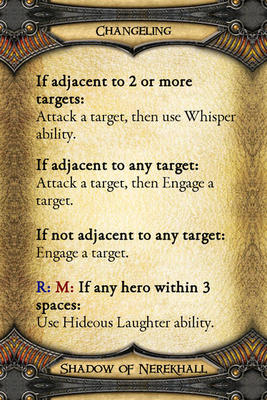 Changeling
If adjacent to 2 or more
targets:
Attack a target, then use Whisper
ability.
If adjacent to any target:
Attack a target, then Engage a
target.
If not adjacent to any target:
Engage a target.
R: M: If any hero within 3
spaces:
Use Hideous Laughter ability.
Shadow of Nerekhall